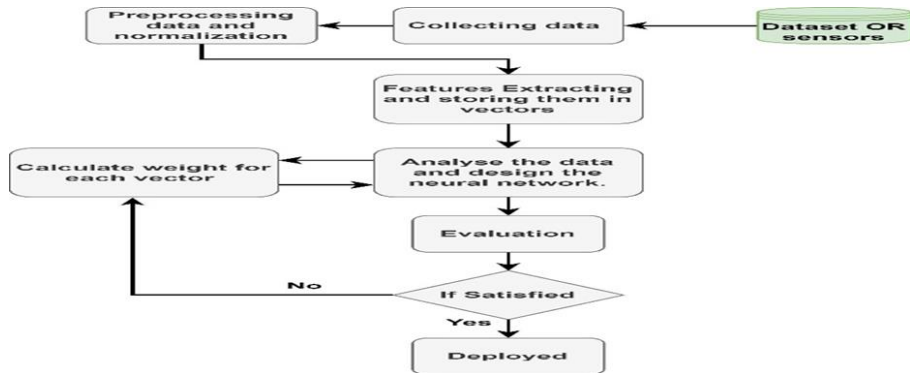 Preprocessing
data and
normalization
Collecting data
Dataset OR
sensors
Features Extracting
and storing them in
vectors
Calculate weight for
each vector
Analyse the data
and design the
neural network.
Evaluation
No
If Satisfied
Yes
Deployed